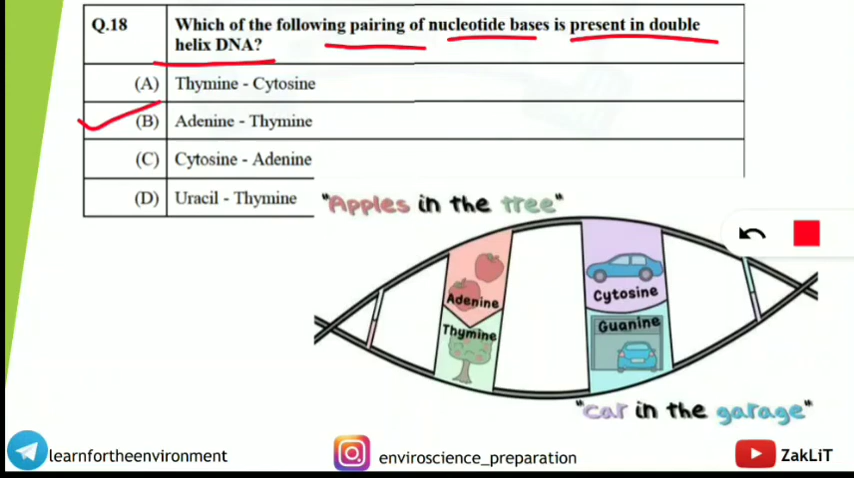 Q.18 Which of the following pairing of nucleotide bases is present in double
helix DNA?
(A) Thymine - Cytosine
(B) Adenine - Thymine
(C) Cytosine - Adenine
(D) Uracil - Thymine
"Apples in the tree"
Adenine
Thymine
Cytosine
Guanine
"car in the garage"
learnfortheenvironment
enviroscience_preparation
ZakLiT